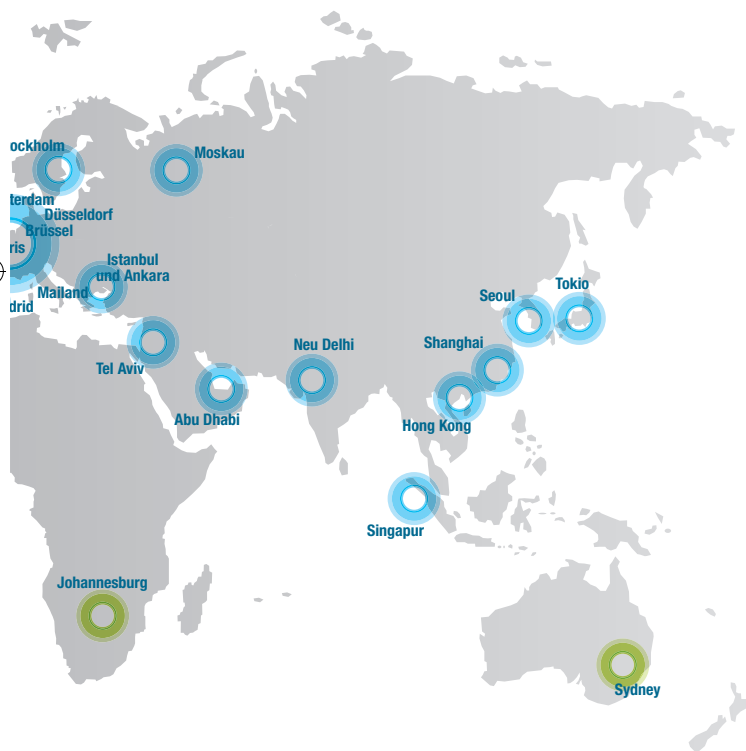 ockholm
Moskau
terdam
Düsseldorf
Brüssel
ris
Istanbul
und Ankara
Mailand
drid
Tokio
Seoul
Shanghai
Neu Delhi
Tel Aviv
Abu Dhabi
Hong Kong
Singapur
Johannesburg
Sydney